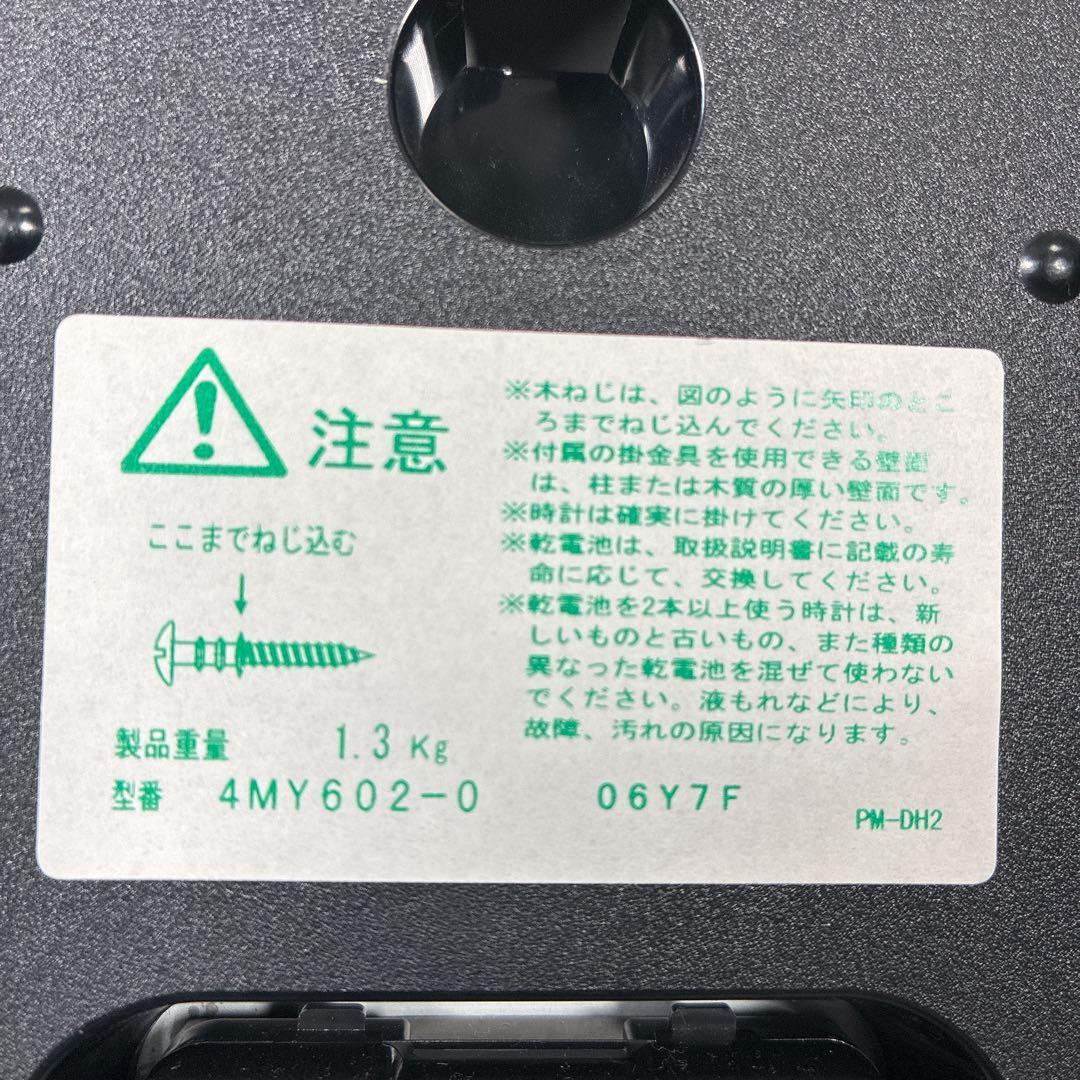 注意
ここまでねじ込む
製品重量 1.3 Kg
型番 4MY602-0 06Y7F
PM-DH2
※木ねじは、図のように矢印のとこ
ろまでねじ込んでください。
※付属の掛金具を使用できる壁面
は、柱または木質の厚い壁面です。
※時計は確実に掛けてください。
※乾電池は、取扱説明書に記載の寿
命に応じて、交換してください。
※乾電池を2本以上使う時計は、新
しいものと古いもの、また種類の
異なった乾電池を混ぜて使わない
でください。液もれなどにより、
故障、汚れの原因になります。